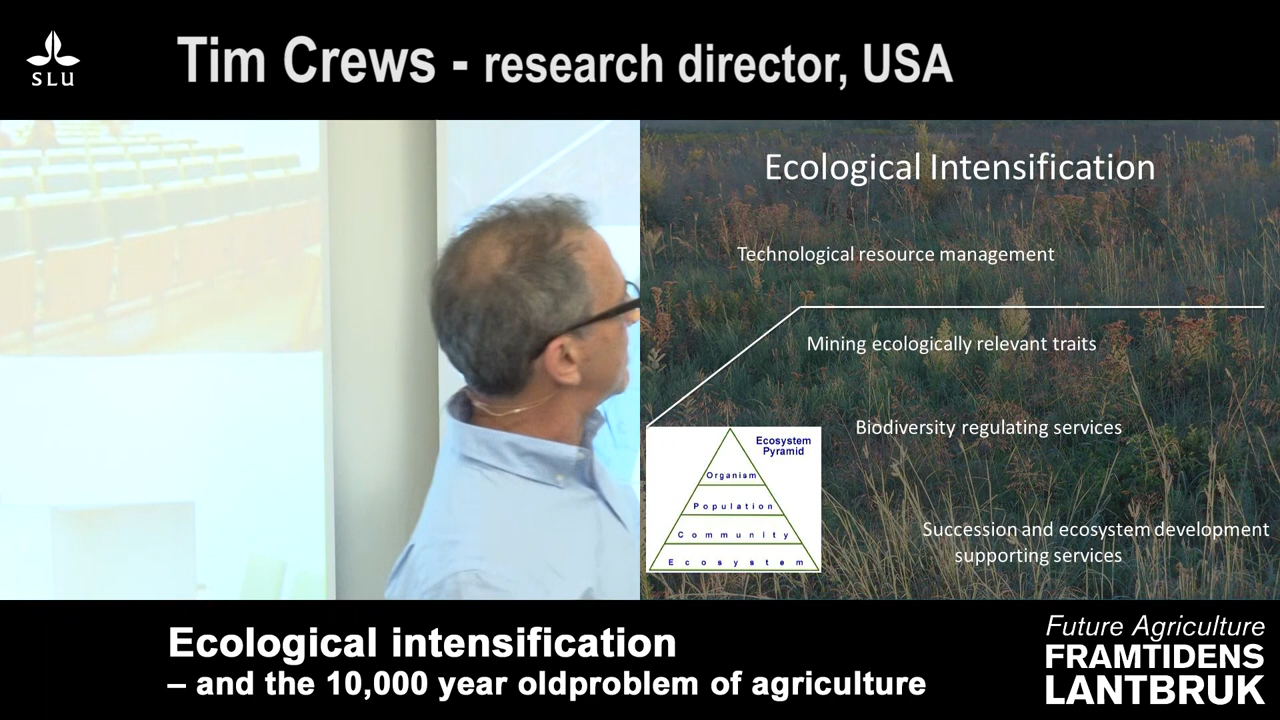 SLU
Tim Crews - research director, USA
Ecological Intensification
Technological resource management
Mining ecologically relevant traits
Biodiversity regulating services
Succession and ecosystem development
supporting services
Ecosystem
Pyramid
Organism
Population
Community
Ecosystem
Ecological intensification
– and the 10,000 year oldproblem of agriculture
Future Agriculture
FRAMTIDENS
LANTBRUK